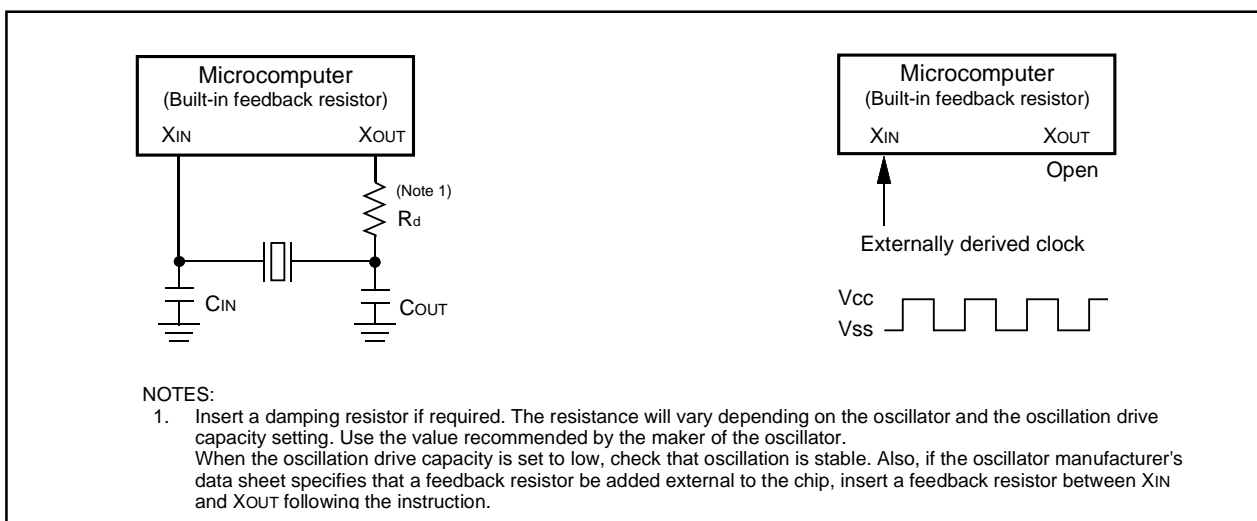 Microcomputer
(Built-in feedback resistor)
XIN XOUT
(Note 1)
Rd
CIN
COUT
Microcomputer
(Built-in feedback resistor)
XIN XOUT
Open
Externally derived clock
Vcc
Vss
NOTES:
1. Insert a damping resistor if required. The resistance will vary depending on the oscillator and the oscillation drive
capacity setting. Use the value recommended by the maker of the oscillator.
When the oscillation drive capacity is set to low, check that oscillation is stable. Also, if the oscillator manufacturer's
data sheet specifies that a feedback resistor be added external to the chip, insert a feedback resistor between XIN
and XOUT following the instruction.